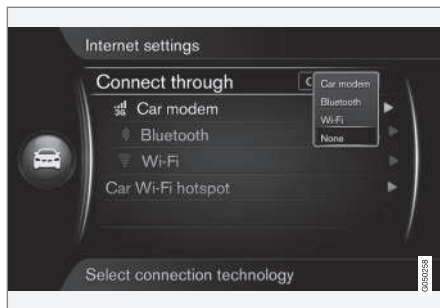 Internet settings
Connect through
Car modem
Bluetooth
Wi-Fi
None
3G Car modem
Bluetooth
Wi-Fi
Car Wi-Fi hotspot
Select connection technology
G050258